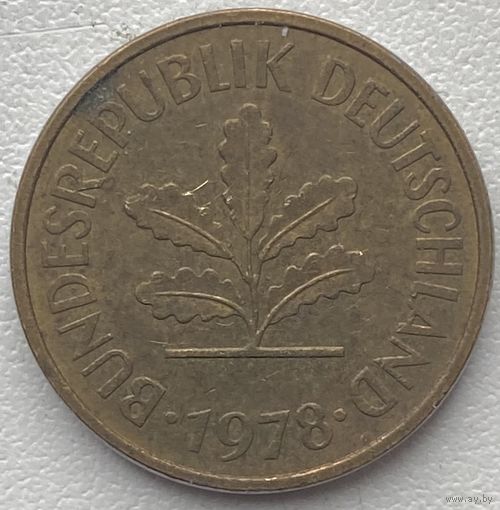 BUNDESREPUBLIK DEUTSCHLAND
· 1978 ·
www.ay.by